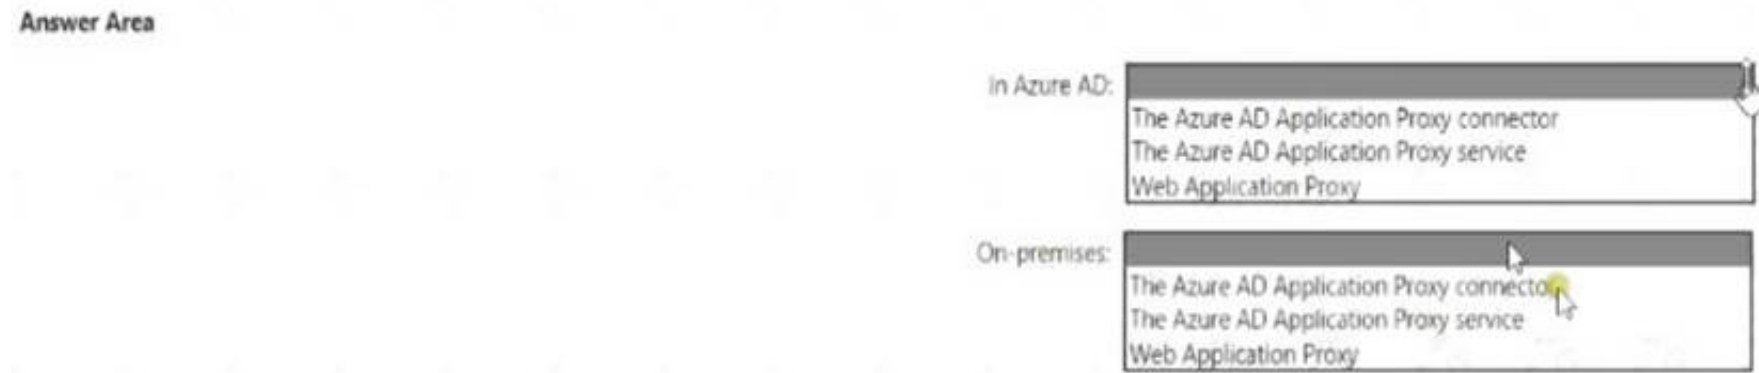 Answer Area
In Azure AD:
The Azure AD Application Proxy connector
The Azure AD Application Proxy service
Web Application Proxy
On-premises:
The Azure AD Application Proxy connecto
The Azure AD Application Proxy service
Web Application Proxy